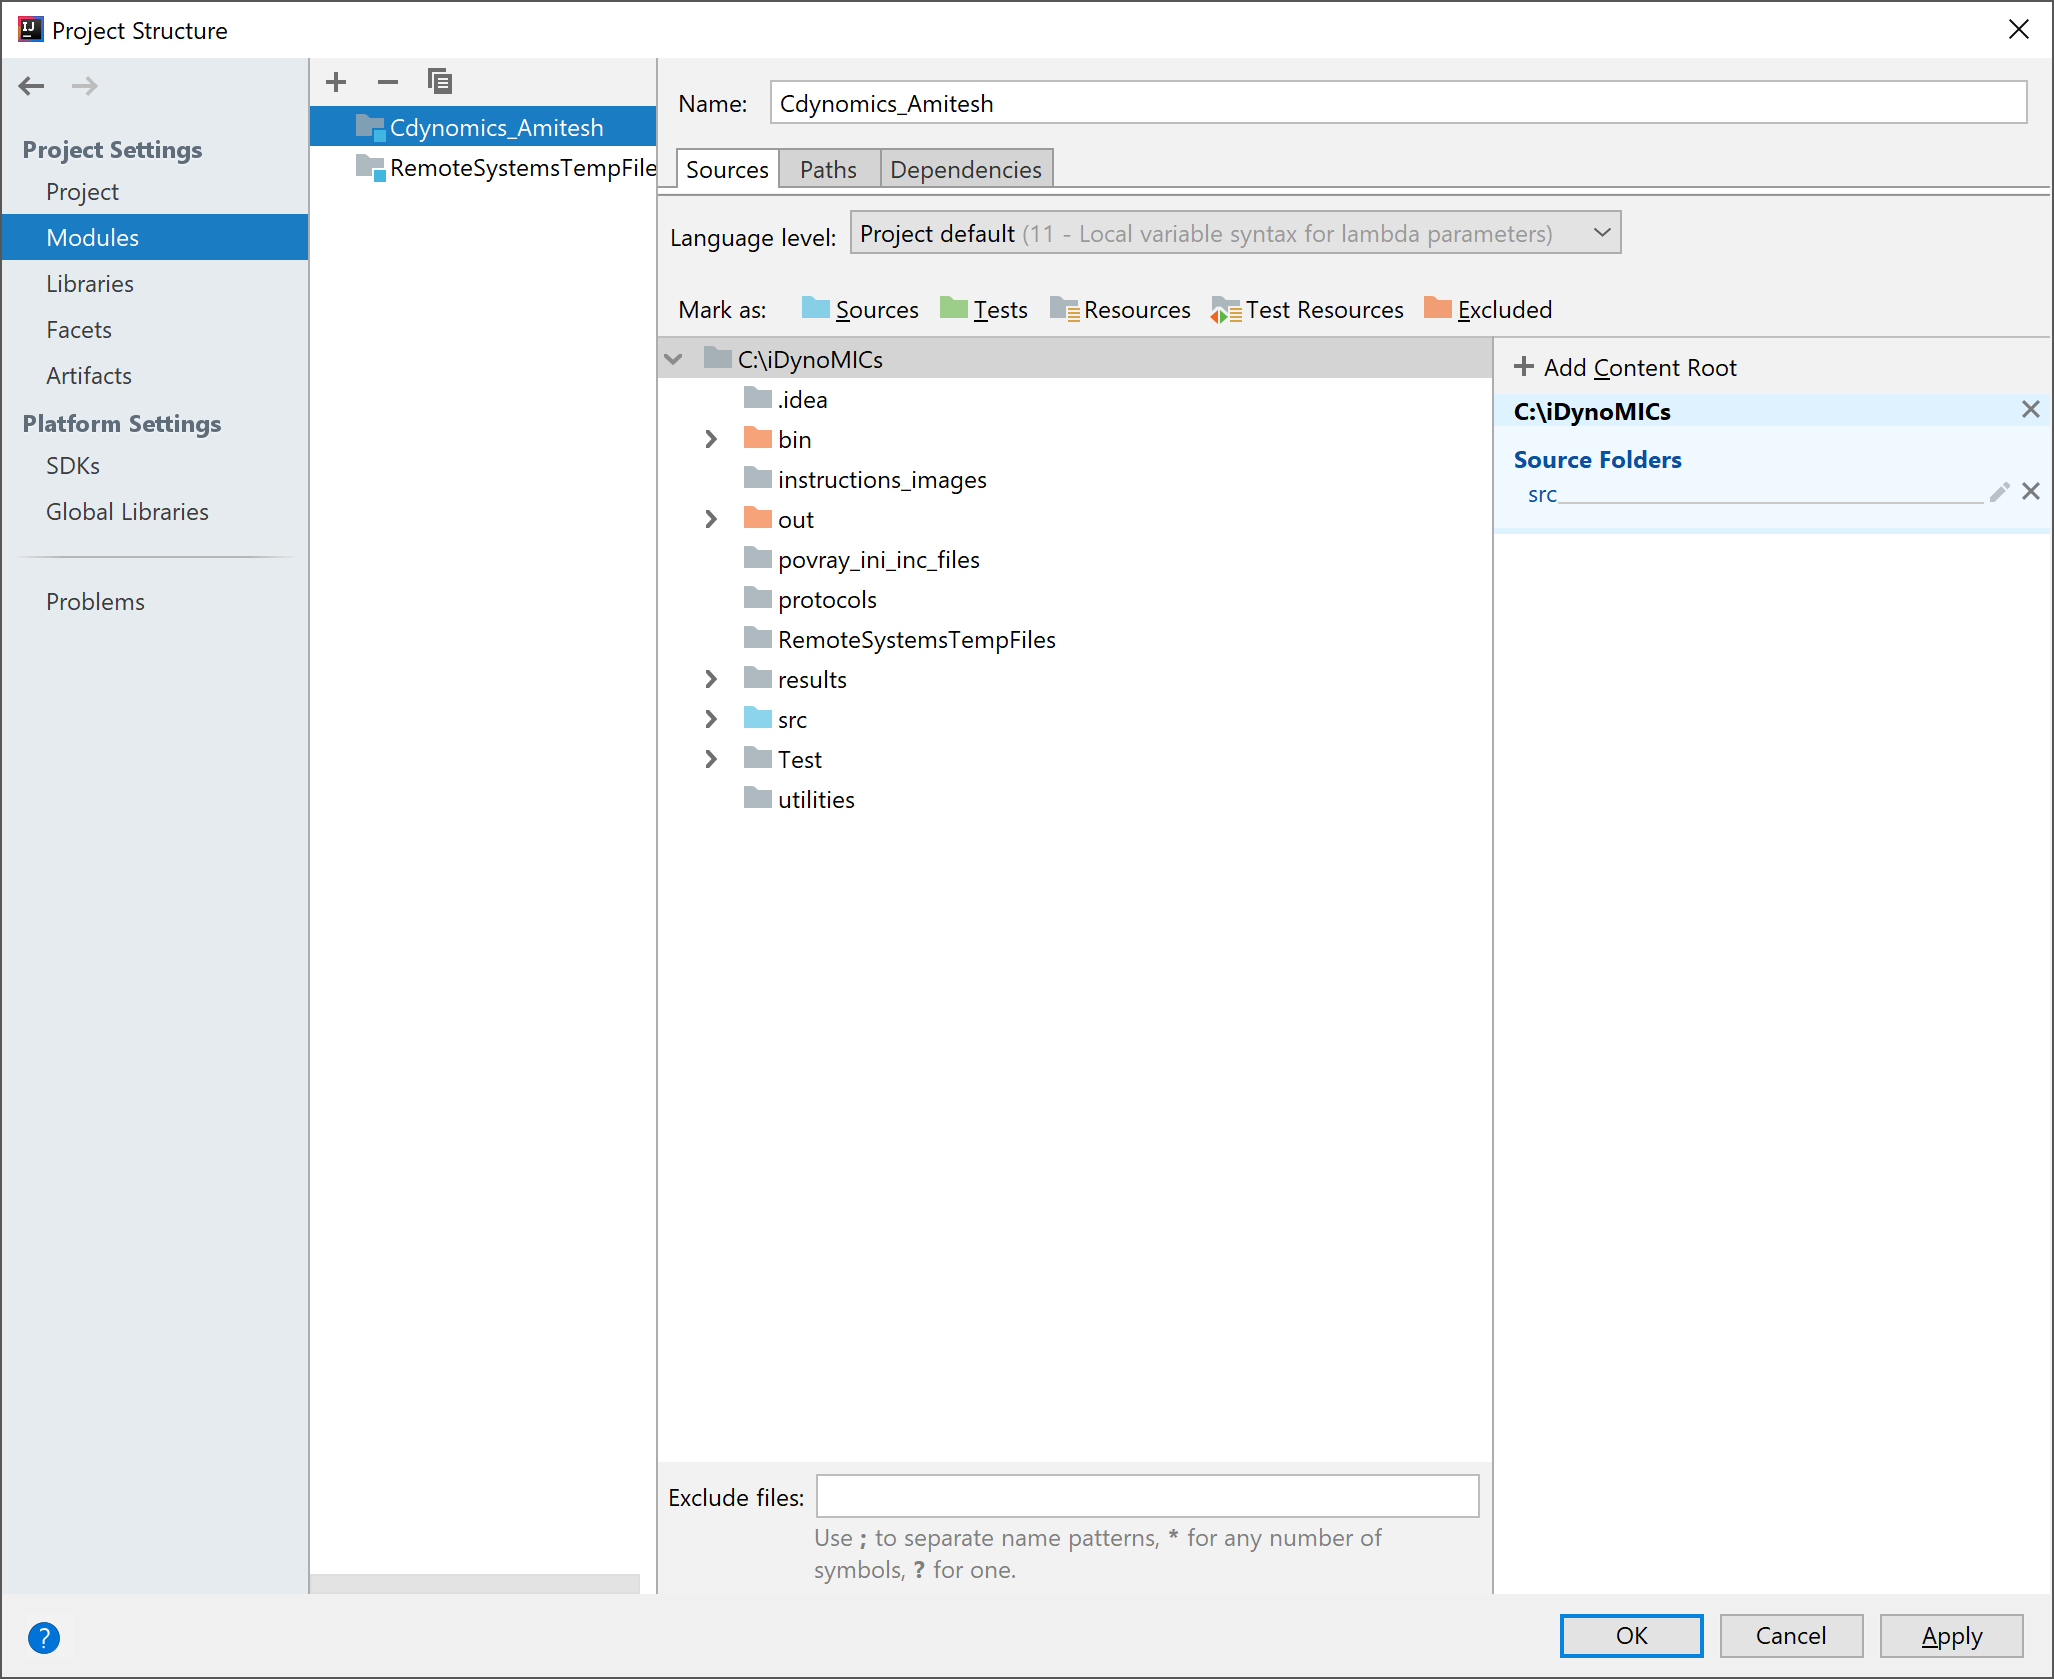 Project Structure
Project Settings
Project
Modules
Libraries
Facets
Artifacts
Platform Settings
SDKs
Global Libraries
Problems
Cdynomics_Amitesh
RemoteSystemsTempFile
Name: Cdynomics_Amitesh
Sources Paths Dependencies
Language level: Project default (11 - Local variable syntax for lambda parameters)
Mark as: Sources Tests Resources Test Resources Excluded
C:\iDynoMICs
.idea
bin
instructions_images
out
povray_ini_inc_files
protocols
RemoteSystemsTempFiles
results
src
Test
utilities
Add Content Root
C:\iDynoMICs
Source Folders
src
Exclude files:
Use ; to separate name patterns, * for any number of
symbols, ? for one.
? OK Cancel Apply